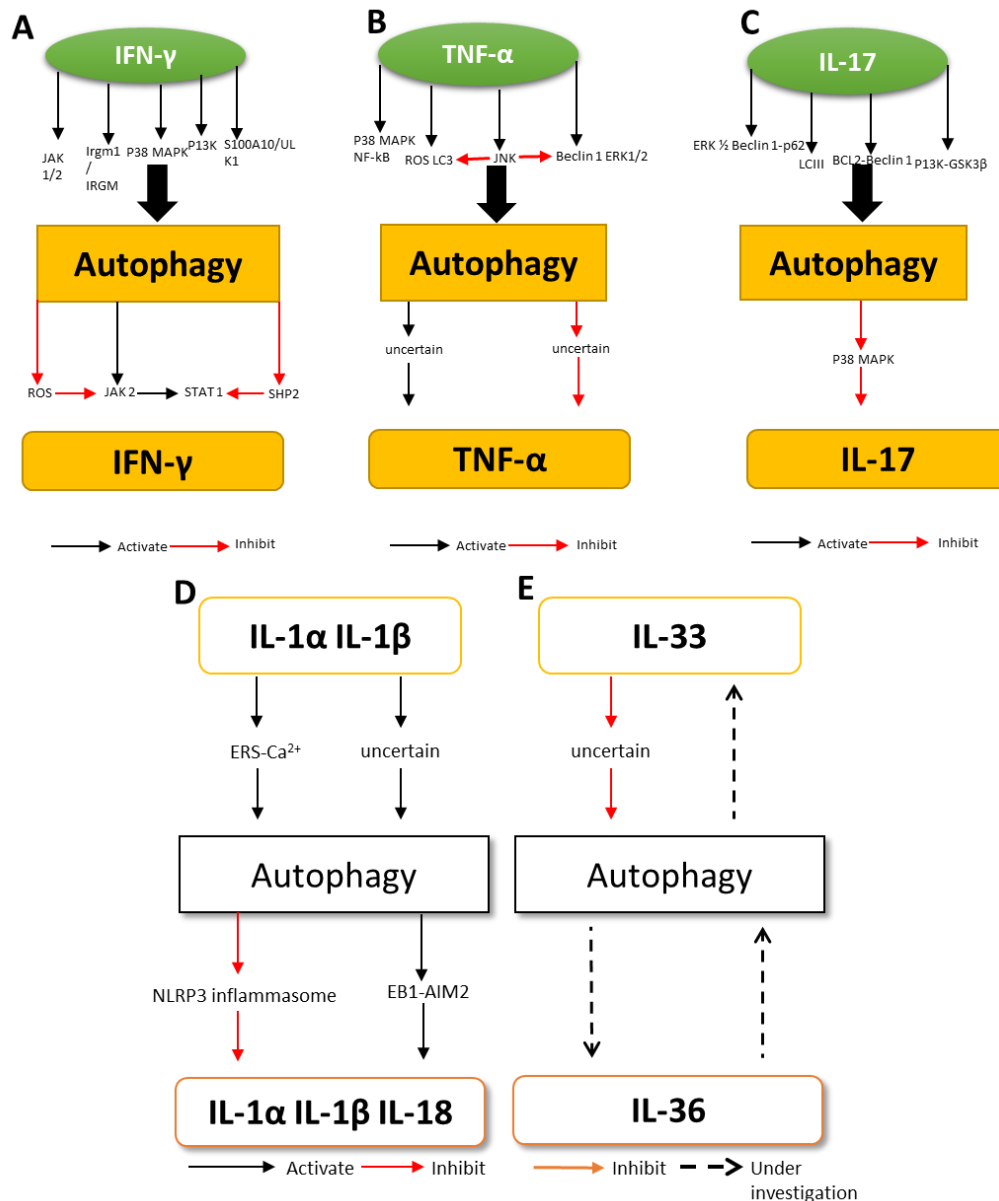 A
IFN-γ
JAK
1/2
Irgm1
/
IRGM
P38 MAPK
P13K
S100A10/UL
K1
Autophagy
ROS
JAK 2
STAT 1
SHP2
IFN-γ
Activate
Inhibit
B
TNF-α
P38 MAPK
NF-kB
ROS LC3
JNK
Beclin 1 ERK1/2
Autophagy
uncertain
uncertain
TNF-α
Activate
Inhibit
C
IL-17
ERK ½ Beclin 1-p62
LCIII
BCL2-Beclin 1
P13K-GSK3β
Autophagy
P38 MAPK
IL-17
Activate
Inhibit
D
IL-1α IL-1β
ERS-Ca²⁺
uncertain
Autophagy
NLRP3 inflammasome
EB1-AIM2
IL-1α IL-1β IL-18
Activate
Inhibit
E
IL-33
uncertain
Autophagy
IL-36
Inhibit
Under
investigation